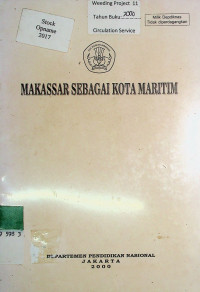 Weeding Project 11
Tahun Buku: 2000
Circulation Service
Stock
Opname
2017
Milik Depdiknas
Tidak diperdagangkan
MAKASSAR SEBAGAI KOTA MARITIM
DEPARTEMEN PENDIDIKAN NASIONAL
JAKARTA
2000